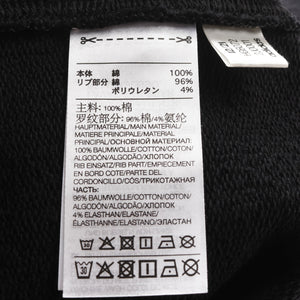 本体 綿 100%
リブ部分 綿 96%
ポリウレタン 4%
主料: 100%棉
罗纹部分: 96%棉/4%氨纶
HAUPTMATERIAL/MAIN MATERIAL
MATIERE PRINCIPALE/MATERIAL
PRINCIPAL/ОСНОВНОЙ МАТЕРИАЛ
100% BAUMWOLLE/COTTON/COTON/
ALGODÓN/ALGODÃO/ХЛОПОК
RIB EINSATZ/RIB PART/EMPIECEMENT
EN BORD COTE/PARTE DEL
CORDONCILLO/CÓS/ТРИКОТАЖНАЯ
ЧАСТЬ:
96% BAUMWOLLE/COTTON/COTON/
ALGODÓN/ALGODÃO/ХЛОПОК
4% ELASTHAN/ELASTANE/
ÉLASTHANNE/ELASTANO/ЭЛАСТАН